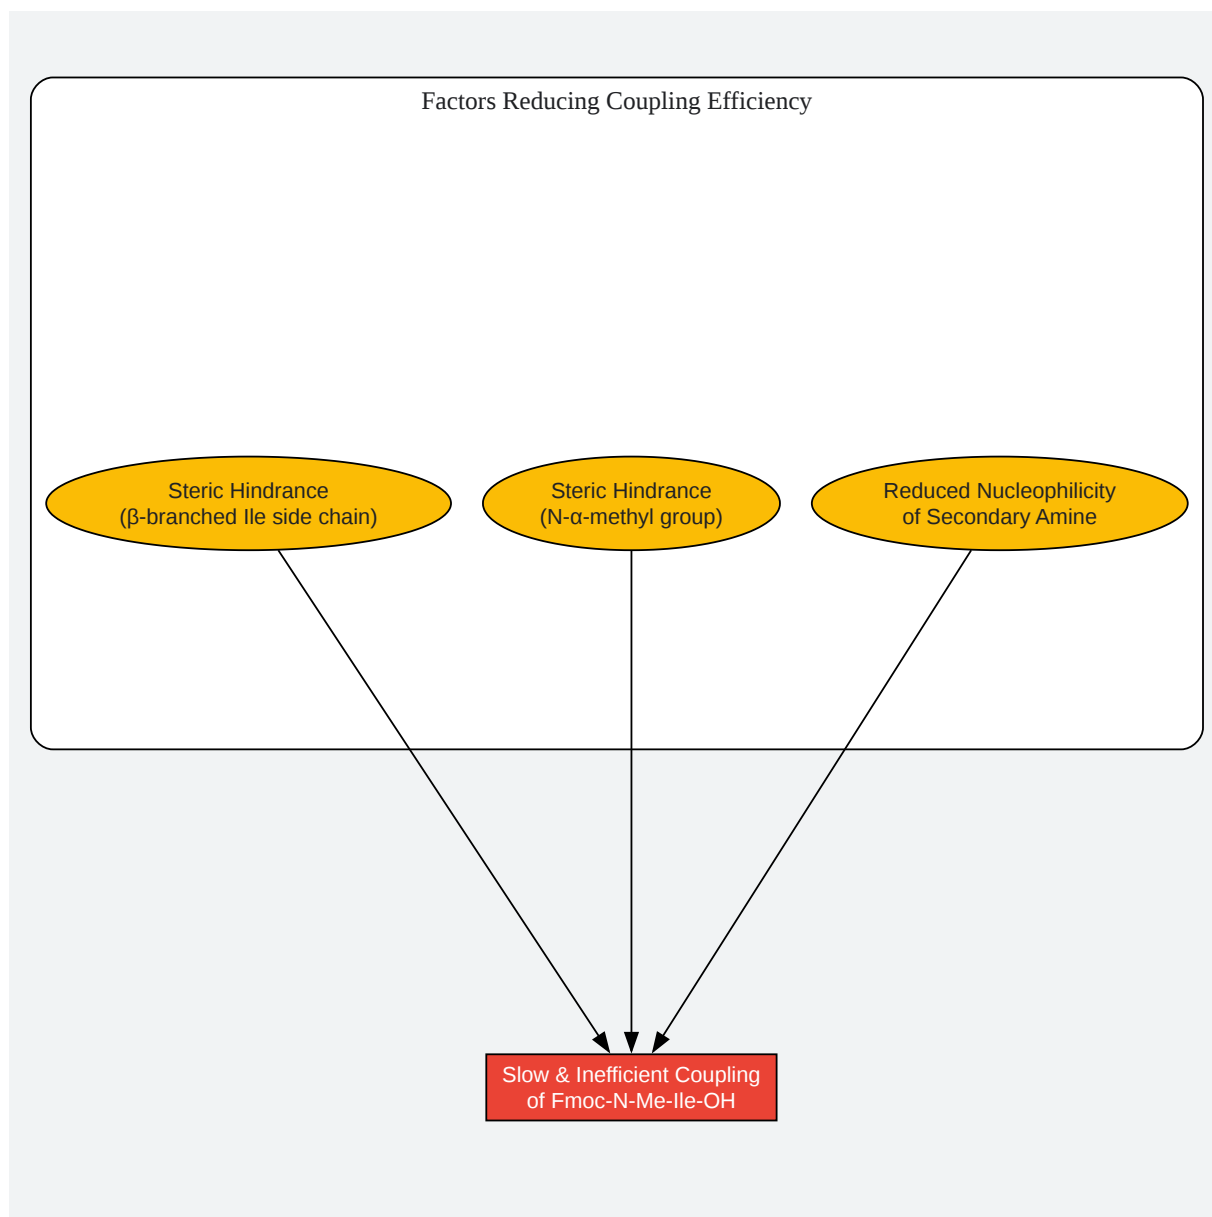 Factors Reducing Coupling Efficiency
Steric Hindrance
(β-branched Ile side chain)
Steric Hindrance
(N-α-methyl group)
Reduced Nucleophilicity
of Secondary Amine
Slow & Inefficient Coupling
of Fmoc-N-Me-Ile-OH